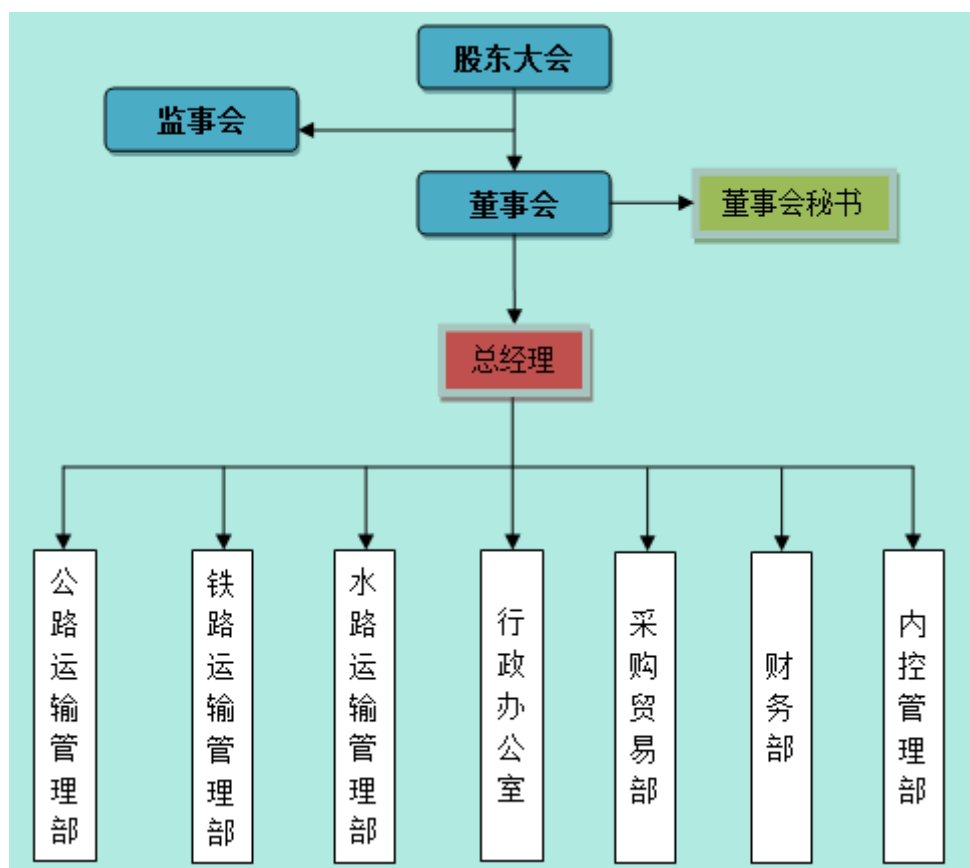 股东大会
监事会
董事会
董事会秘书
总经理
公路运输管理部
铁路运输管理部
水路运输管理部
行政办公室
采购贸易部
财务部
内控管理部